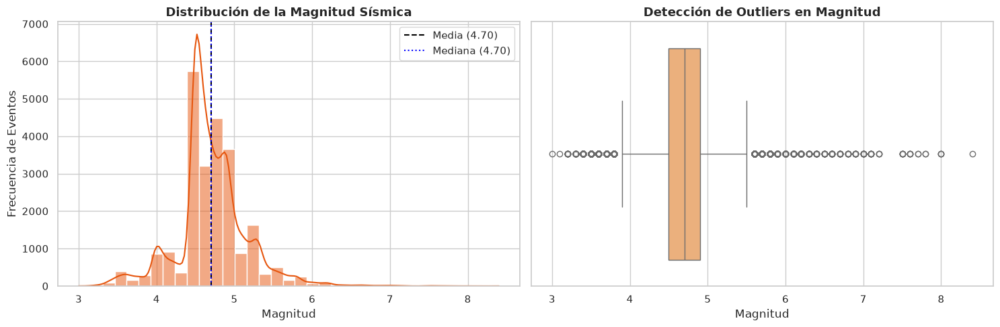 Distribución de la Magnitud Sísmica
Frecuencia de Eventos
7000
6000
5000
4000
3000
2000
1000
0
Media (4.70)
Mediana (4.70)
3 4 5 6 7 8
Magnitud
Detección de Outliers en Magnitud
3 4 5 6 7 8
Magnitud